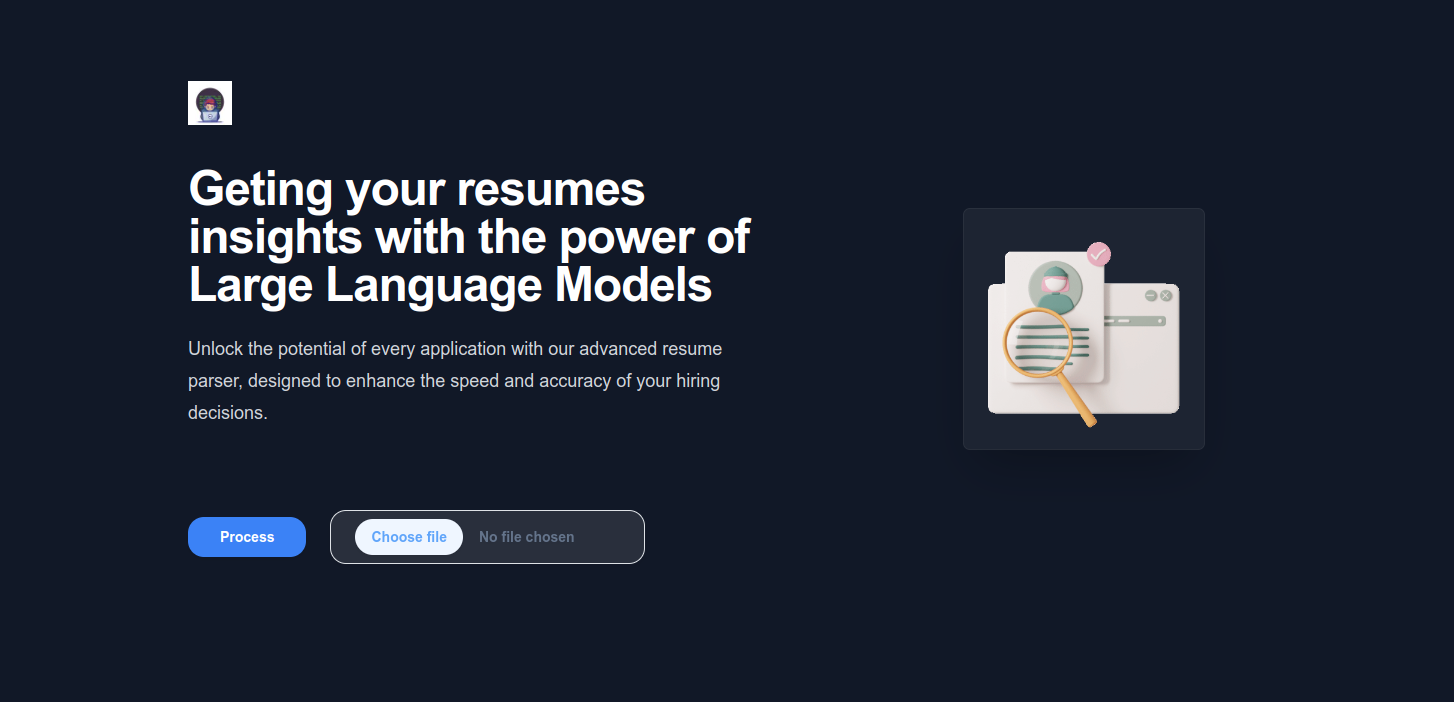 Geting your resumes
insights with the power of
Large Language Models
Unlock the potential of every application with our advanced resume
parser, designed to enhance the speed and accuracy of your hiring
decisions.
Process
Choose file No file chosen